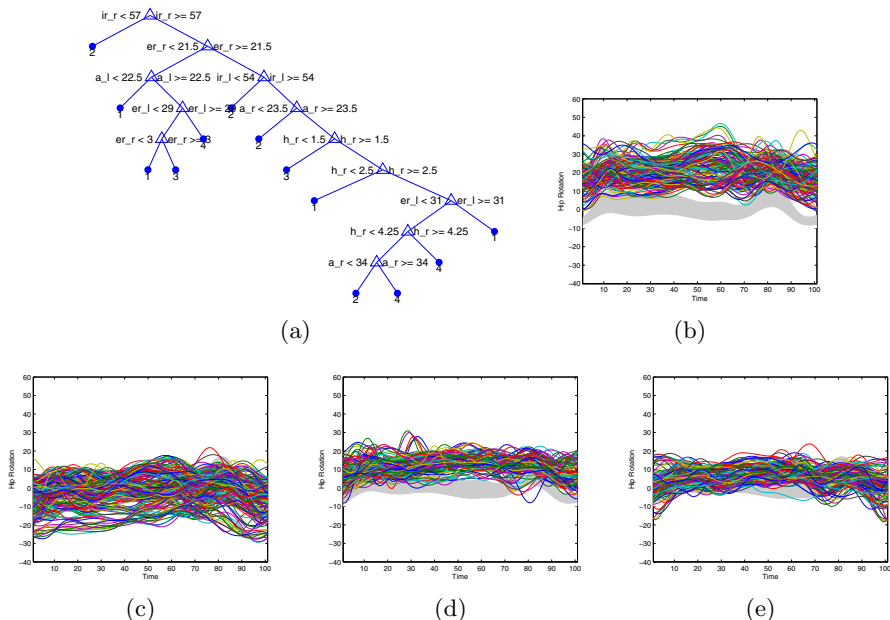 ir_r < 57 ir_r >= 57
2 er_r < 21.5 er_r >= 21.5
a_l < 22.5 a_l >= 22.5 ir_l < 54 ir_l >= 54
1 er_l < 29 er_l >= 29 2 a_r < 23.5 a_r >= 23.5
er_r < 3 er_r >= 3 4 2 h_r < 1.5 h_r >= 1.5
1 3 3 h_r < 2.5 h_r >= 2.5
1 er_l < 31 er_l >= 31
h_r < 4.25 h_r >= 4.25 1
a_r < 34 a_r >= 34 4
2 4
(a)
60
50
40
30
20
10
0
−10
−20
−30
−40
Hip Rotation
10 20 30 40 50 60 70 80 90 100
Time
(b)
60
50
40
30
20
10
0
−10
−20
−30
−40
Hip Rotation
10 20 30 40 50 60 70 80 90 100
Time
(c)
60
50
40
30
20
10
0
−10
−20
−30
−40
Hip Rotation
10 20 30 40 50 60 70 80 90 100
Time
(d)
60
50
40
30
20
10
0
−10
−20
−30
−40
Hip Rotation
10 20 30 40 50 60 70 80 90 100
Time
(e)